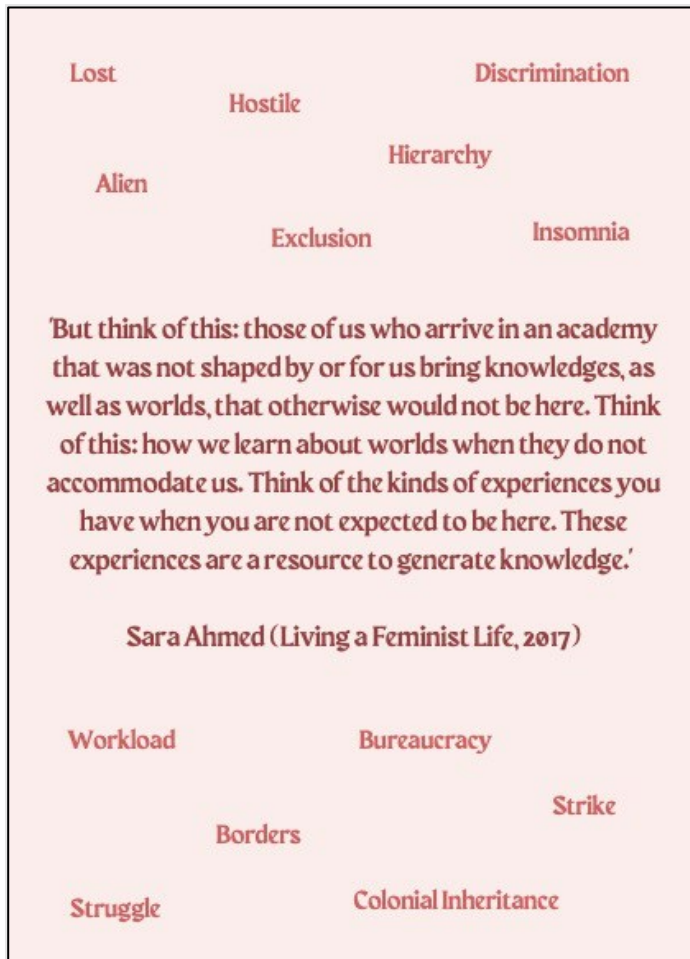 Lost
Discrimination
Hostile
Hierarchy
Alien
Exclusion
Insomnia
'But think of this: those of us who arrive in an academy
that was not shaped by or for us bring knowledges, as
well as worlds, that otherwise would not be here. Think
of this: how we learn about worlds when they do not
accommodate us. Think of the kinds of experiences you
have when you are not expected to be here. These
experiences are a resource to generate knowledge.'
Sara Ahmed (Living a Feminist Life, 2017)
Workload
Bureaucracy
Strike
Borders
Struggle
Colonial Inheritance